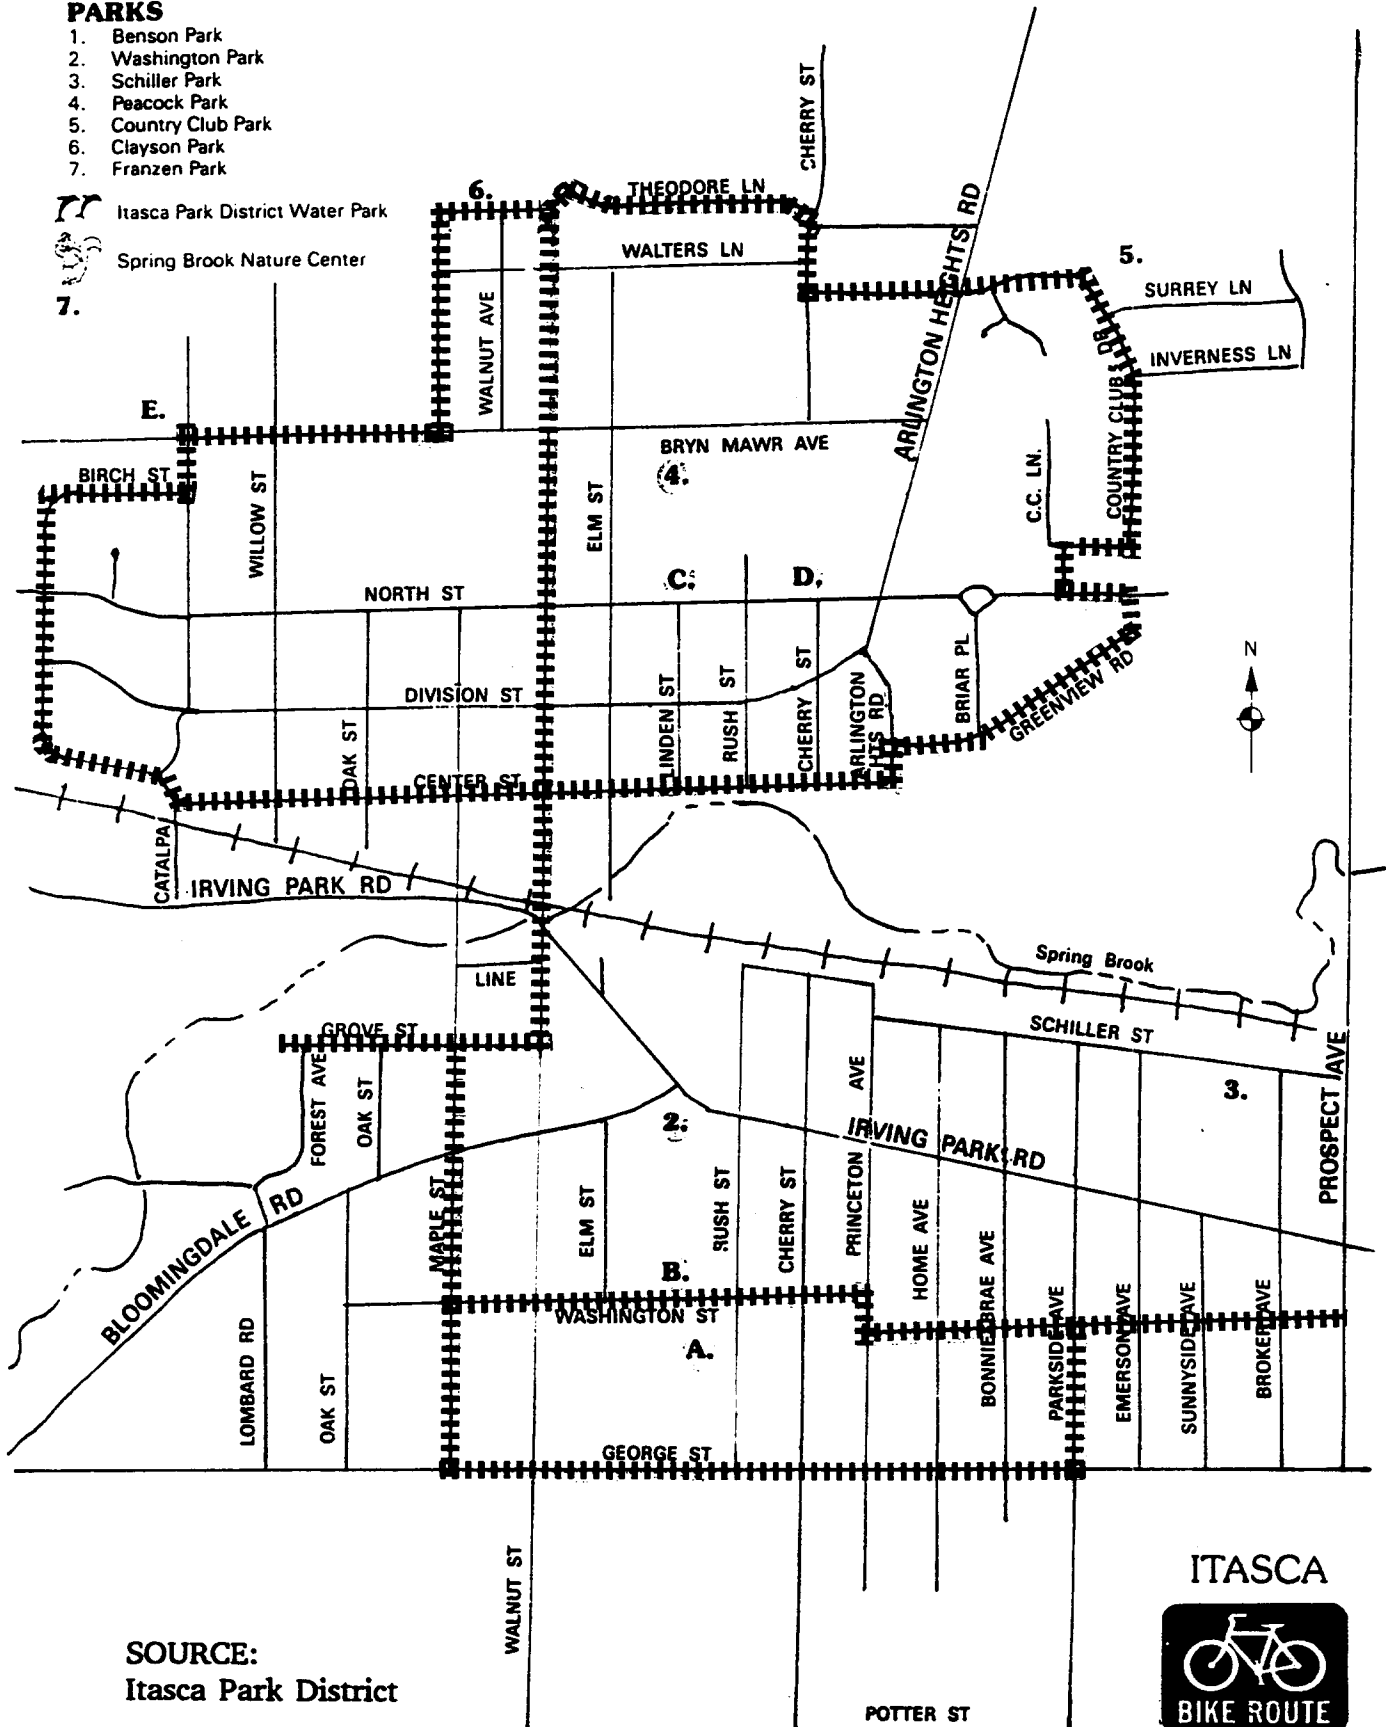 PARKS
1. Benson Park
2. Washington Park
3. Schiller Park
4. Peacock Park
5. Country Club Park
6. Clayson Park
7. Franzen Park
Itasca Park District Water Park
Spring Brook Nature Center
7.
6.
THEODORE LN
CHERRY ST
WALTERS LN
WALNUT AVE
ARLINGTON HEIGHTS RD
5.
SURREY LN
INVERNESS LN
COUNTRY CLUB DR
E.
BIRCH ST
WILLOW ST
BRYN MAWR AVE
4.
ELM ST
C.C. LN.
NORTH ST
C.
D.
DIVISION ST
OAK ST
LINDEN ST
RUSH ST
CHERRY ST
ARLINGTON
HTS RD
BRIAR PL
GREENVIEW RD
N
CENTER ST
CATALPA
IRVING PARK RD
LINE
Spring Brook
GROVE ST
FOREST AVE
OAK ST
SCHILLER ST
3.
PROSPECT AVE
2.
IRVING PARK RD
BLOOMINGDALE RD
MAPLE ST
ELM ST
RUSH ST
CHERRY ST
PRINCETON AVE
HOME AVE
BONNIE BRAE AVE
PARKSIDE AVE
EMERSON AVE
SUNNYSIDE AVE
BROKER AVE
B.
WASHINGTON ST
A.
LOMBARD RD
OAK ST
GEORGE ST
WALNUT ST
POTTER ST
SOURCE:
Itasca Park District
ITASCA
BIKE ROUTE